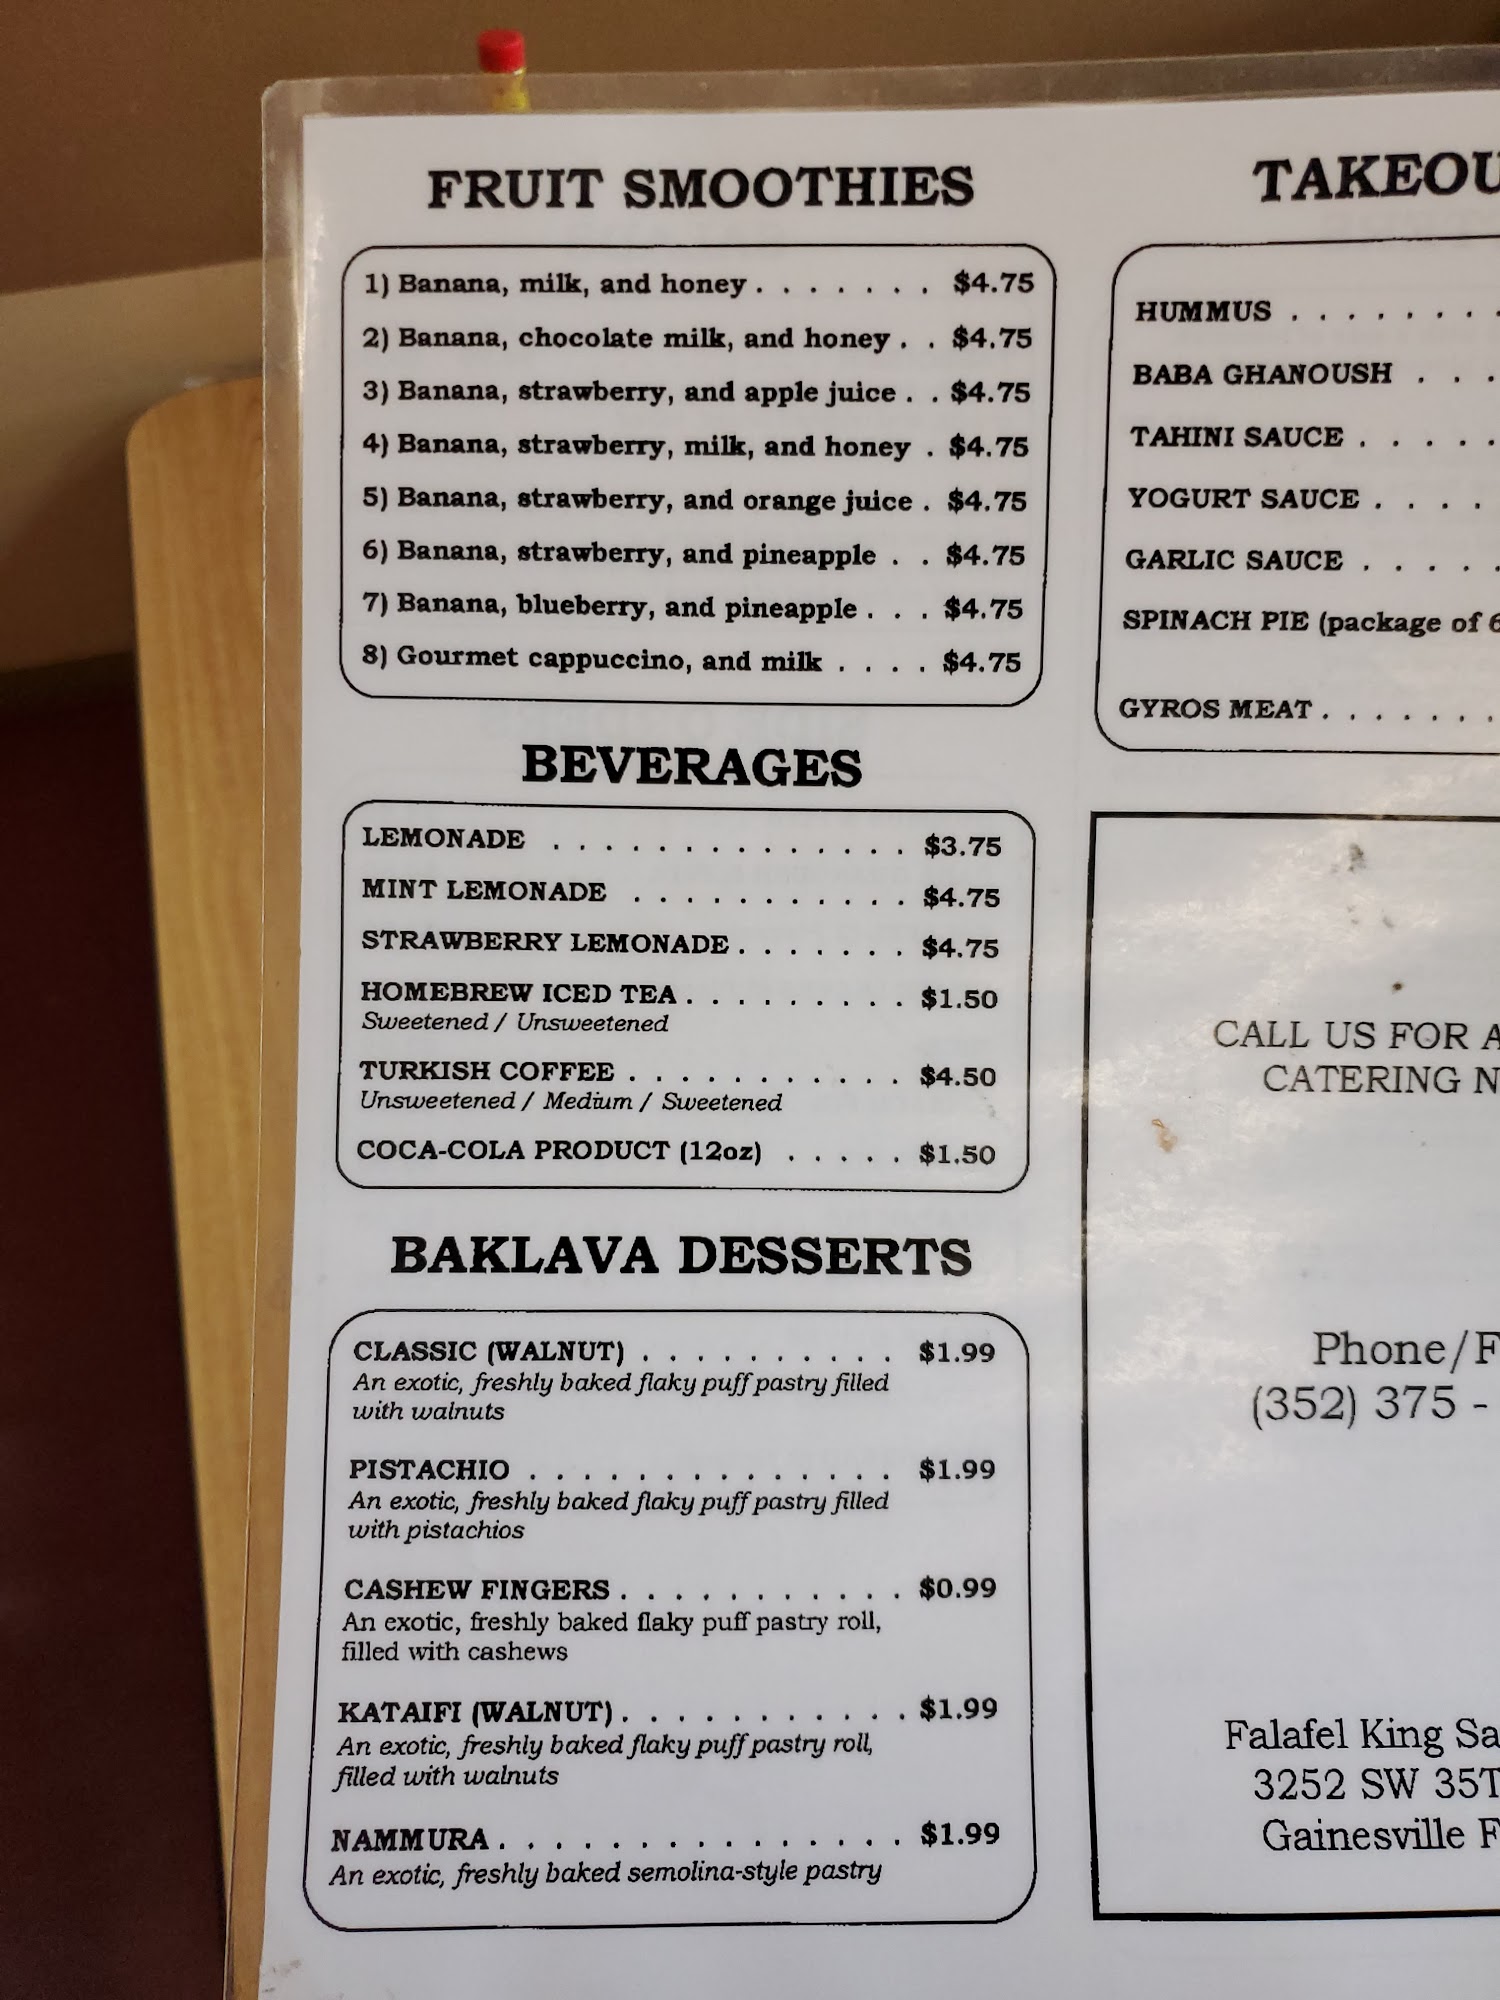 FRUIT SMOOTHIES
1) Banana, milk, and honey . . . . . . . $4.75
2) Banana, chocolate milk, and honey . . $4.75
3) Banana, strawberry, and apple juice . . $4.75
4) Banana, strawberry, milk, and honey . $4.75
5) Banana, strawberry, and orange juice . $4.75
6) Banana, strawberry, and pineapple . . $4.75
7) Banana, blueberry, and pineapple . . . $4.75
8) Gourmet cappuccino, and milk . . . . $4.75
BEVERAGES
LEMONADE . . . . . . . . . . . . . . $3.75
MINT LEMONADE . . . . . . . . . . . $4.75
STRAWBERRY LEMONADE . . . . . . . $4.75
HOMEBREW ICED TEA . . . . . . . . . $1.50
Sweetened / Unsweetened
TURKISH COFFEE . . . . . . . . . . . $4.50
Unsweetened / Medium / Sweetened
COCA-COLA PRODUCT (12oz) . . . . . $1.50
BAKLAVA DESSERTS
CLASSIC (WALNUT) . . . . . . . . . . $1.99
An exotic, freshly baked flaky puff pastry filled
with walnuts
PISTACHIO . . . . . . . . . . . . . . $1.99
An exotic, freshly baked flaky puff pastry filled
with pistachios
CASHEW FINGERS . . . . . . . . . . . $0.99
An exotic, freshly baked flaky puff pastry roll,
filled with cashews
KATAIFI (WALNUT) . . . . . . . . . . . $1.99
An exotic, freshly baked flaky puff pastry roll,
filled with walnuts
NAMMURA . . . . . . . . . . . . . . . $1.99
An exotic, freshly baked semolina-style pastry
TAKEOU
HUMMUS . . . . . . . .
BABA GHANOUSH . . .
TAHINI SAUCE . . . . .
YOGURT SAUCE . . . .
GARLIC SAUCE . . . . .
SPINACH PIE (package of 6
GYROS MEAT . . . . . . .
CALL US FOR A
CATERING N
Phone/F
(352) 375 -
Falafel King Sa
3252 SW 35T
Gainesville F